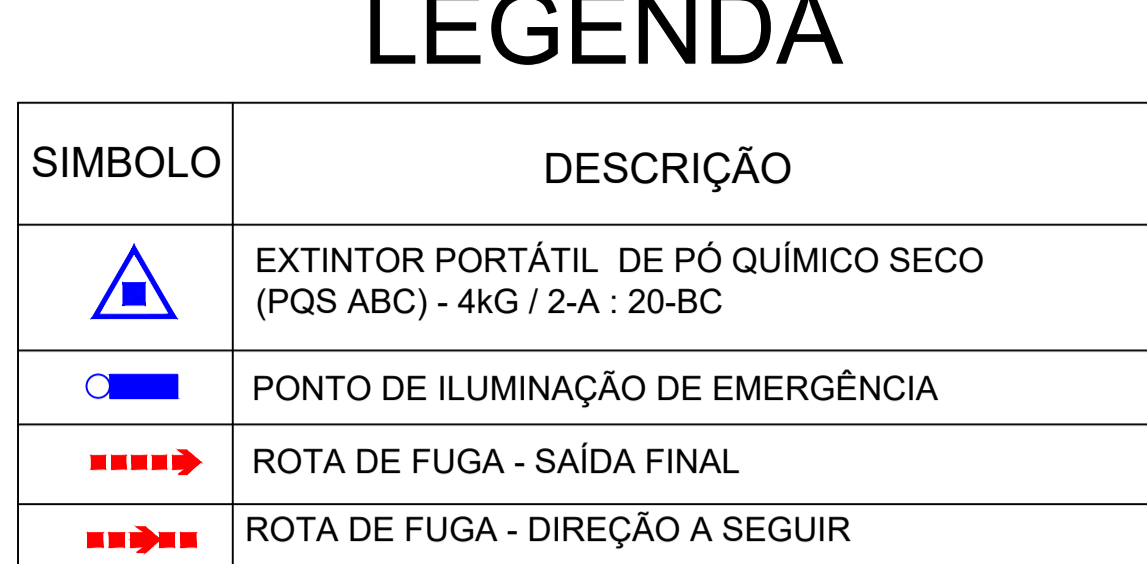 LEGENDA
SIMBOLO
DESCRIÇÃO
EXTINTOR PORTÁTIL DE PÓ QUÍMICO SECO
(PQS ABC) - 4kG / 2-A : 20-BC
PONTO DE ILUMINAÇÃO DE EMERGÊNCIA
ROTA DE FUGA - SAÍDA FINAL
ROTA DE FUGA - DIREÇÃO A SEGUIR